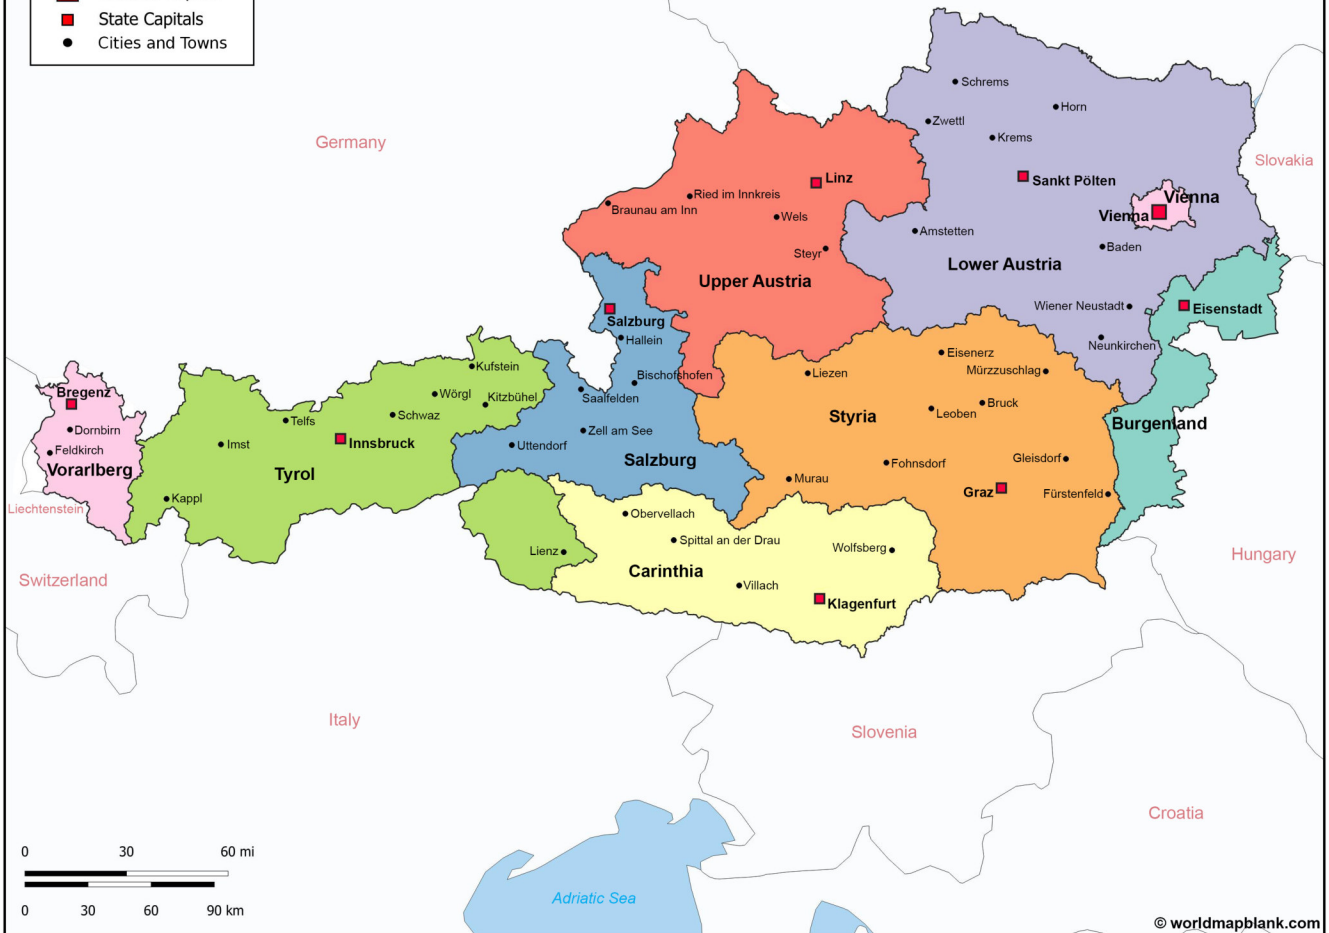 State Capitals
Cities and Towns
Germany
Slovakia
Schrems
Horn
Zwettl
Krems
Linz
Sankt Pölten
Ried im Innkreis
Braunau am Inn
Vienna
Vienna
Wels
Amstetten
Steyr
Baden
Lower Austria
Upper Austria
Wiener Neustadt
Eisenstadt
Salzburg
Hallein
Neunkirchen
Eisenerz
Kufstein
Mürzzuschlag
Liezen
Bischofshofen
Bregenz
Wörgl
Kitzbühel
Saalfelden
Bruck
Leoben
Schwaz
Styria
Telfs
Burgenland
Dornbirn
Zell am See
Imst
Innsbruck
Uttendorf
Feldkirch
Salzburg
Gleisdorf
Fohnsdorf
Vorarlberg
Tyrol
Murau
Graz
Fürstenfeld
Kappl
Liechtenstein
Obervellach
Spittal an der Drau
Wolfsberg
Lienz
Hungary
Carinthia
Switzerland
Villach
Klagenfurt
Italy
Slovenia
Croatia
0 30 60 mi
0 30 60 90 km
Adriatic Sea
© worldmapblank.com